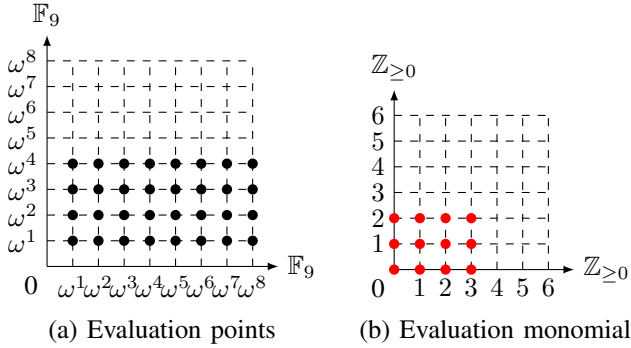 𝔽₉
ω⁸
ω⁷
ω⁶
ω⁵
ω⁴
ω³
ω²
ω¹
0
ω¹ω²ω³ω⁴ω⁵ω⁶ω⁷ω⁸
𝔽₉
(a) Evaluation points
ℤ≥0
6
5
4
3
2
1
0
1 2 3 4 5 6
ℤ≥0
(b) Evaluation monomial